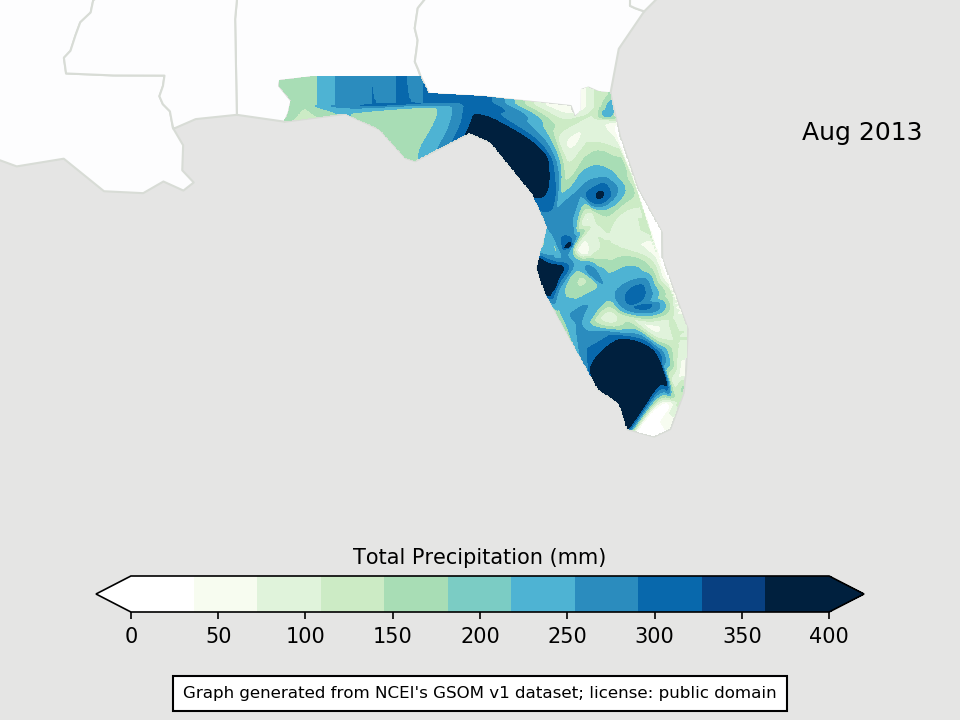 Aug 2013
Total Precipitation (mm)
0 50 100 150 200 250 300 350 400
Graph generated from NCEI's GSOM v1 dataset; license: public domain